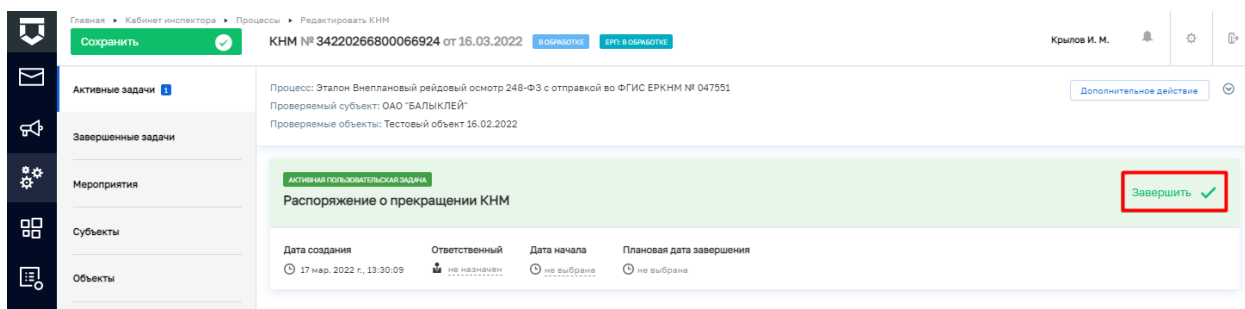 Главная ▸ Кабинет инспектора ▸ Процессы ▸ Редактировать КНМ
Сохранить
КНМ № 34220266800066924 от 16.03.2022 В ОБРАБОТКЕ ЕРП: В ОБРАБОТКЕ
Крылов И. М.
Активные задачи 1
Завершенные задачи
Мероприятия
Субъекты
Объекты
Процесс: Эталон Внеплановый рейдовый осмотр 248-ФЗ с отправкой во ФГИС ЕРКНМ № 047551
Дополнительное действие
Проверяемый субъект: ОАО "БАЛЫКЛЕЙ"
Проверяемые объекты: Тестовый объект 16.02.2022
АКТИВНАЯ ПОЛЬЗОВАТЕЛЬСКАЯ ЗАДАЧА
Распоряжение о прекращении КНМ
Завершить
Дата создания Ответственный Дата начала Плановая дата завершения
17 мар. 2022 г., 13:30:09 не назначен не выбрана не выбрана